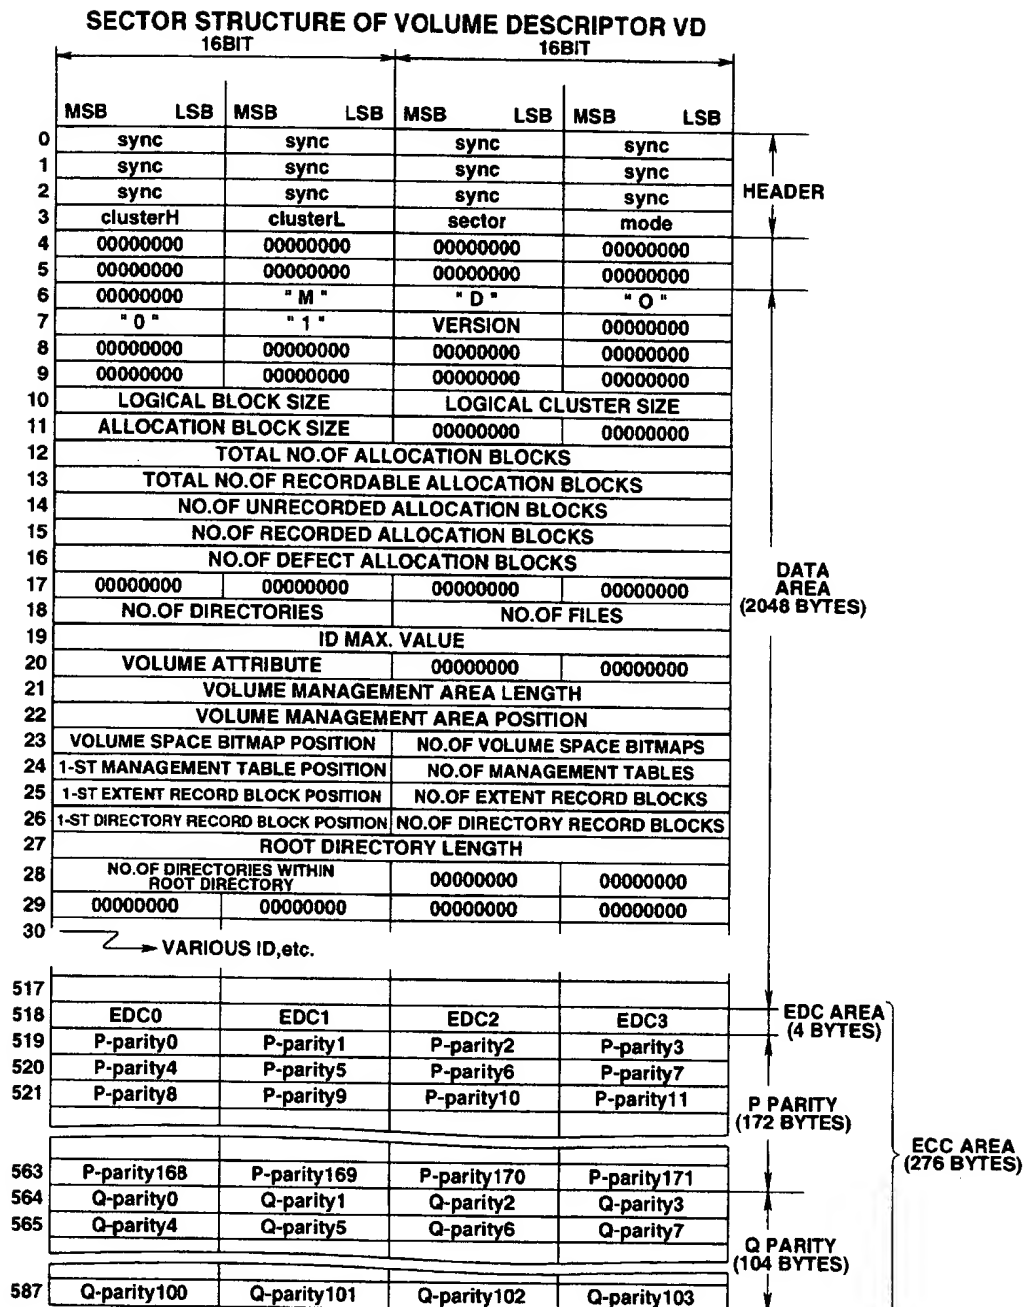 SECTOR STRUCTURE OF VOLUME DESCRIPTOR VD
16BIT 16BIT
MSB LSB MSB LSB MSB LSB MSB LSB
0 sync sync sync sync
1 sync sync sync sync
2 sync sync sync sync HEADER
3 clusterH clusterL sector mode
4 00000000 00000000 00000000 00000000
5 00000000 00000000 00000000 00000000
6 00000000 "M" "D" "O"
7 "0" "1" VERSION 00000000
8 00000000 00000000 00000000 00000000
9 00000000 00000000 00000000 00000000
10 LOGICAL BLOCK SIZE LOGICAL CLUSTER SIZE
11 ALLOCATION BLOCK SIZE 00000000 00000000
12 TOTAL NO.OF ALLOCATION BLOCKS
13 TOTAL NO.OF RECORDABLE ALLOCATION BLOCKS
14 NO.OF UNRECORDED ALLOCATION BLOCKS
15 NO.OF RECORDED ALLOCATION BLOCKS
16 NO.OF DEFECT ALLOCATION BLOCKS
17 00000000 00000000 00000000 00000000
DATA
AREA
(2048 BYTES)
18 NO.OF DIRECTORIES NO.OF FILES
19 ID MAX. VALUE
20 VOLUME ATTRIBUTE 00000000 00000000
21 VOLUME MANAGEMENT AREA LENGTH
22 VOLUME MANAGEMENT AREA POSITION
23 VOLUME SPACE BITMAP POSITION NO.OF VOLUME SPACE BITMAPS
24 1-ST MANAGEMENT TABLE POSITION NO.OF MANAGEMENT TABLES
25 1-ST EXTENT RECORD BLOCK POSITION NO.OF EXTENT RECORD BLOCKS
26 1-ST DIRECTORY RECORD BLOCK POSITION NO.OF DIRECTORY RECORD BLOCKS
27 ROOT DIRECTORY LENGTH
28 NO.OF DIRECTORIES WITHIN
ROOT DIRECTORY 00000000 00000000
29 00000000 00000000 00000000 00000000
30 VARIOUS ID,etc.
517
518 EDC0 EDC1 EDC2 EDC3
EDC AREA
(4 BYTES)
519 P-parity0 P-parity1 P-parity2 P-parity3
520 P-parity4 P-parity5 P-parity6 P-parity7
521 P-parity8 P-parity9 P-parity10 P-parity11
P PARITY
(172 BYTES)
ECC AREA
(276 BYTES)
563 P-parity168 P-parity169 P-parity170 P-parity171
564 Q-parity0 Q-parity1 Q-parity2 Q-parity3
565 Q-parity4 Q-parity5 Q-parity6 Q-parity7
Q PARITY
(104 BYTES)
587 Q-parity100 Q-parity101 Q-parity102 Q-parity103